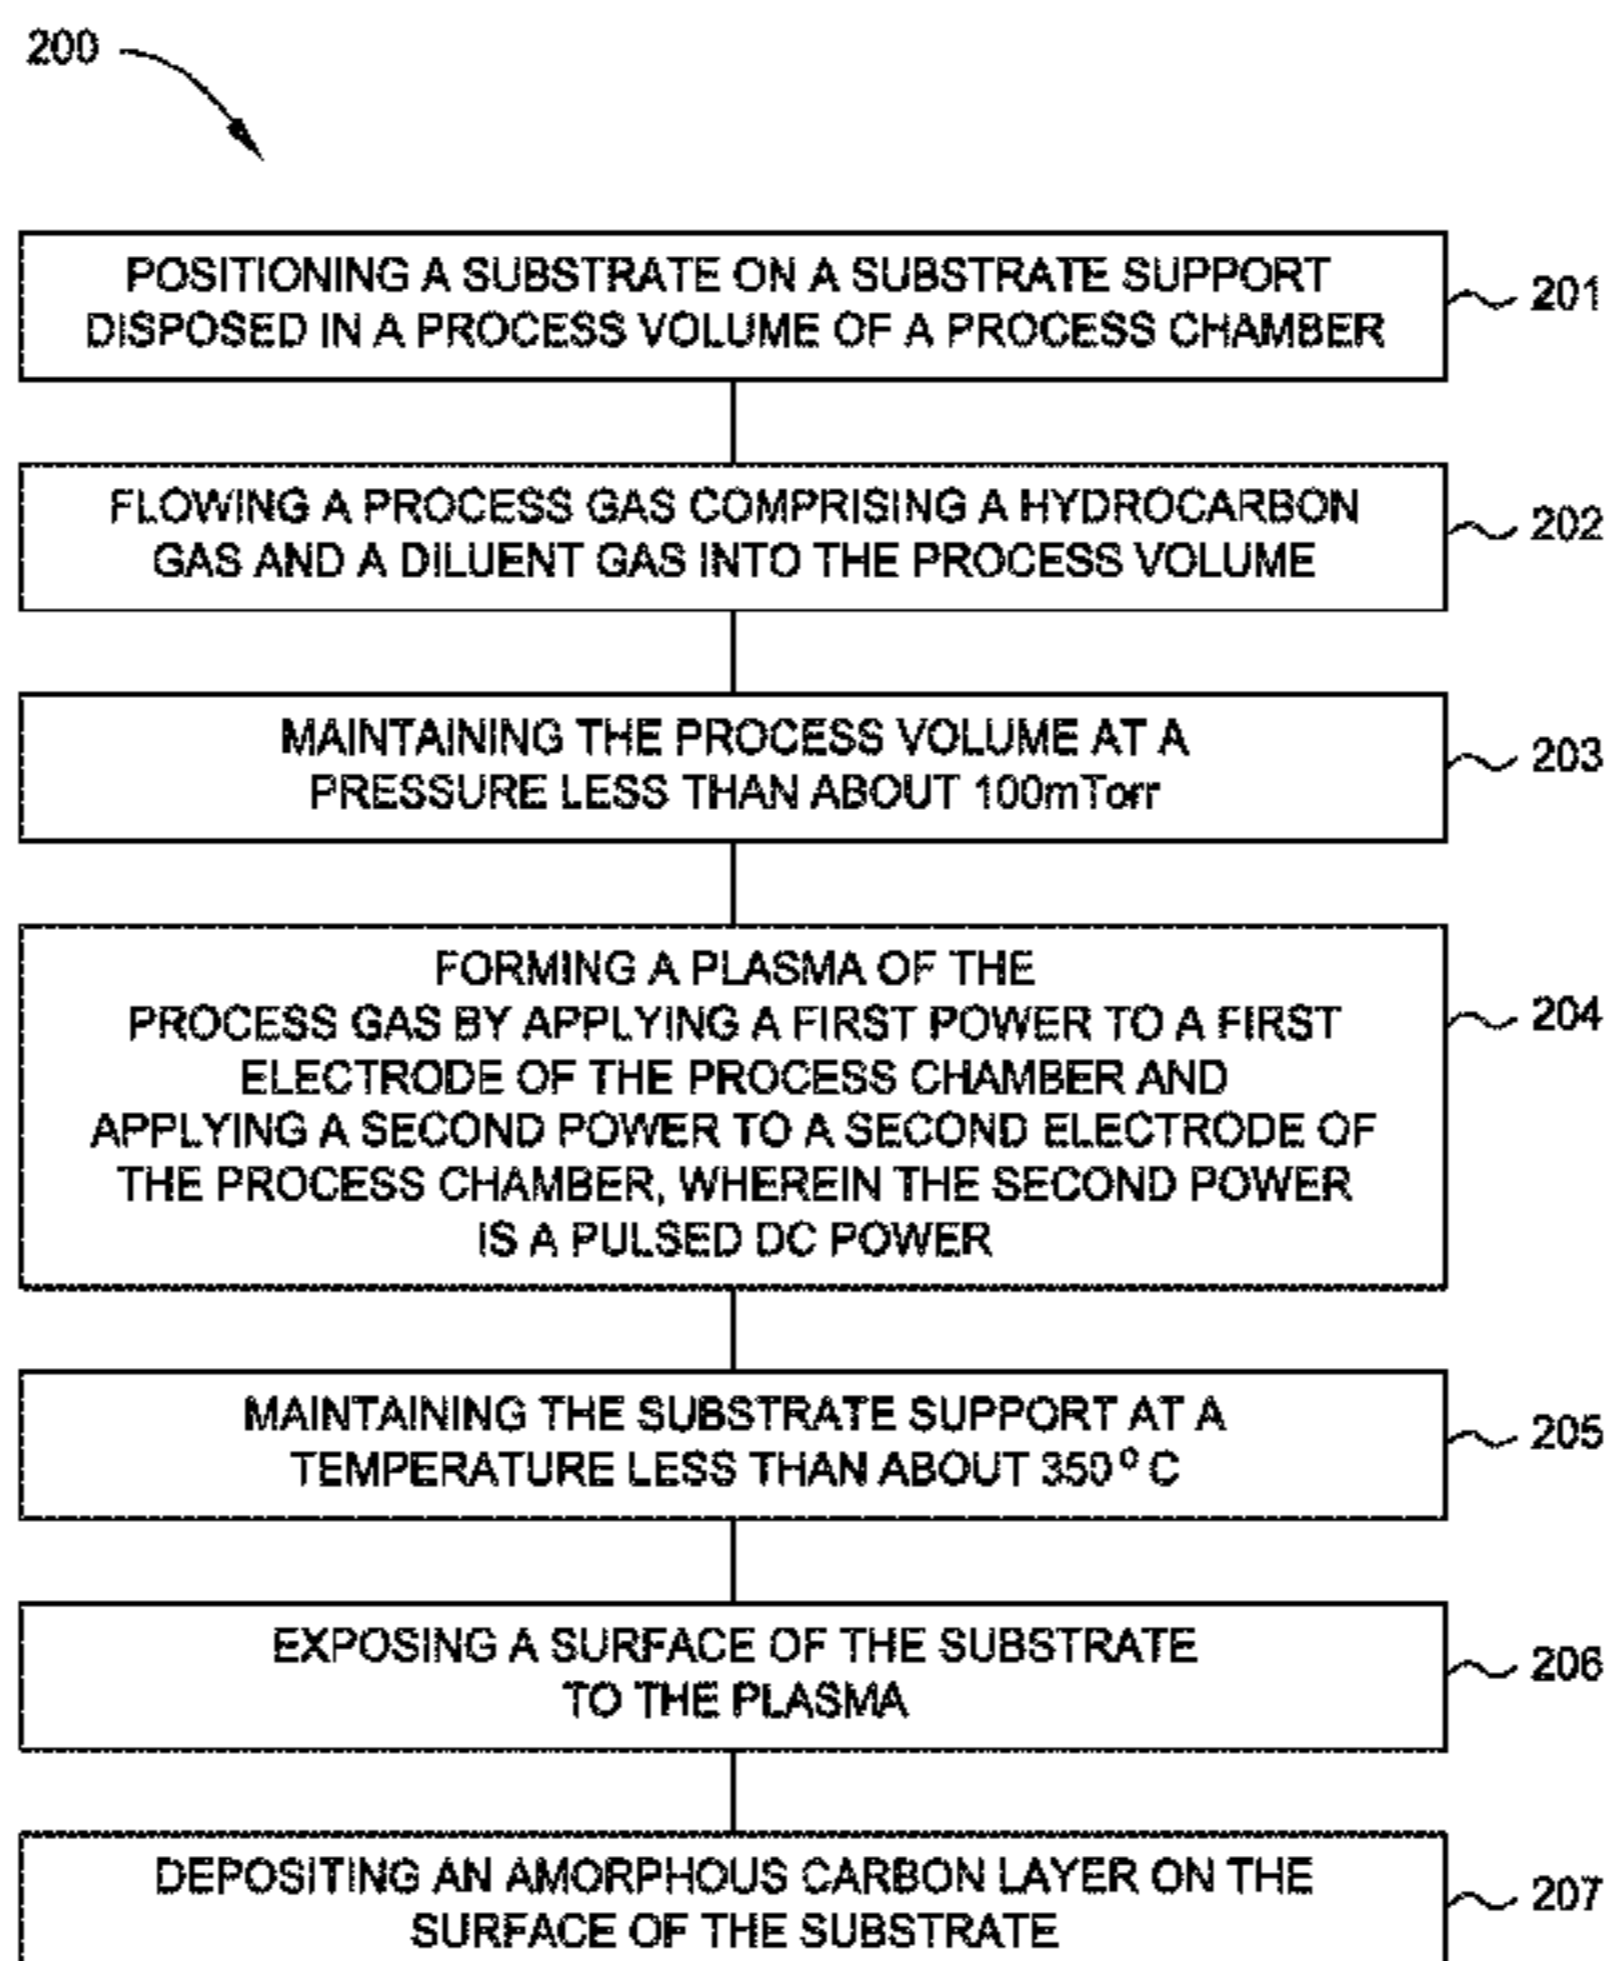 200
POSITIONING A SUBSTRATE ON A SUBSTRATE SUPPORT
DISPOSED IN A PROCESS VOLUME OF A PROCESS CHAMBER
201
FLOWING A PROCESS GAS COMPRISING A HYDROCARBON
GAS AND A DILUENT GAS INTO THE PROCESS VOLUME
202
MAINTAINING THE PROCESS VOLUME AT A
PRESSURE LESS THAN ABOUT 100mTorr
203
FORMING A PLASMA OF THE
PROCESS GAS BY APPLYING A FIRST POWER TO A FIRST
ELECTRODE OF THE PROCESS CHAMBER AND
APPLYING A SECOND POWER TO A SECOND ELECTRODE OF
THE PROCESS CHAMBER, WHEREIN THE SECOND POWER
IS A PULSED DC POWER
204
MAINTAINING THE SUBSTRATE SUPPORT AT A
TEMPERATURE LESS THAN ABOUT 350° C
205
EXPOSING A SURFACE OF THE SUBSTRATE
TO THE PLASMA
206
DEPOSITING AN AMORPHOUS CARBON LAYER ON THE
SURFACE OF THE SUBSTRATE
207